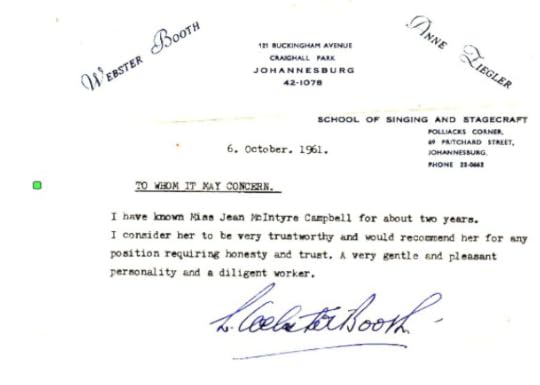 WEBSTER BOOTH
ANNE ZIEGLER
121 BUCKINGHAM AVENUE
CRAIGHALL PARK
JOHANNESBURG
42-1078
SCHOOL OF SINGING AND STAGECRAFT
POLLIACKS CORNER,
69 PRITCHARD STREET,
JOHANNESBURG.
PHONE 22-0662
6. October. 1961.
TO WHOM IT MAY CONCERN.
I have known Miss Jean McIntyre Campbell for about two years.
I consider her to be very trustworthy and would recommend her for any
position requiring honesty and trust. A very gentle and pleasant
personality and a diligent worker.
L. Webster Booth.